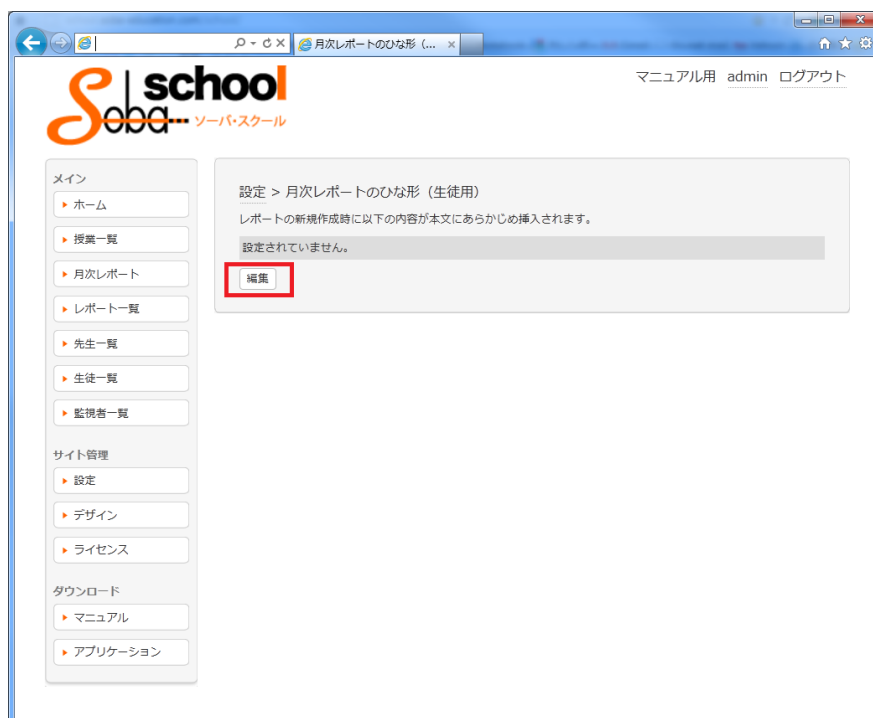 月次レポートのひな形 (...
school
Soba
ソーバ・スクール
マニュアル用 admin ログアウト
メイン
ホーム
授業一覧
月次レポート
レポート一覧
先生一覧
生徒一覧
監視者一覧
サイト管理
設定
デザイン
ライセンス
ダウンロード
マニュアル
アプリケーション
設定 > 月次レポートのひな形（生徒用）
レポートの新規作成時に以下の内容が本文にあらかじめ挿入されます。
設定されていません。
編集